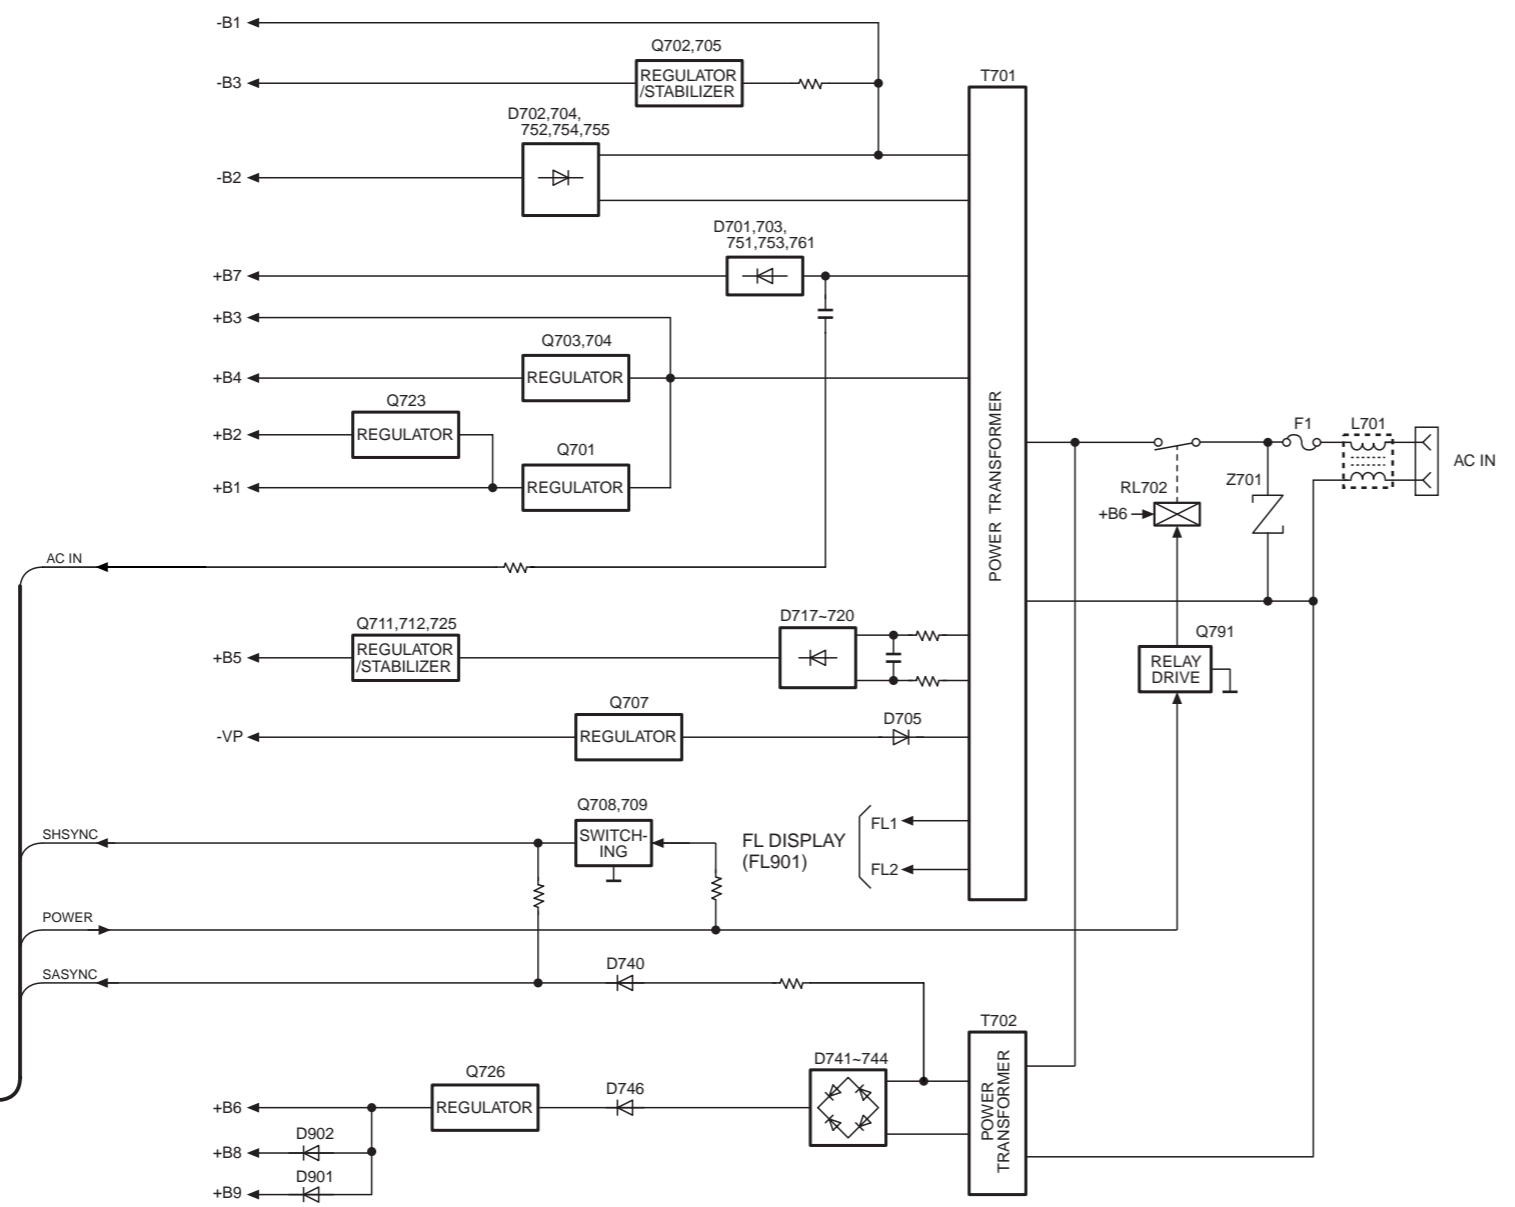 -B1
Q702,705
-B3
REGULATOR
/STABILIZER
T701
D702,704,
752,754,755
-B2
D701,703,
751,753,761
+B7
+B3
Q703,704
+B4
REGULATOR
Q723
+B2
REGULATOR
Q701
+B1
REGULATOR
POWER TRANSFORMER
F1
L701
AC IN
Z701
RL702
+B6
AC IN
Q711,712,725
D717~720
+B5
REGULATOR
/STABILIZER
Q791
RELAY
DRIVE
Q707
D705
-VP
REGULATOR
Q708,709
SHSYNC
SWITCH-
ING
FL DISPLAY
(FL901)
FL1
FL2
POWER
SASYNC
D740
T702
POWER
TRANSFORMER
D741~744
Q726
D746
+B6
REGULATOR
D902
+B8
D901
+B9